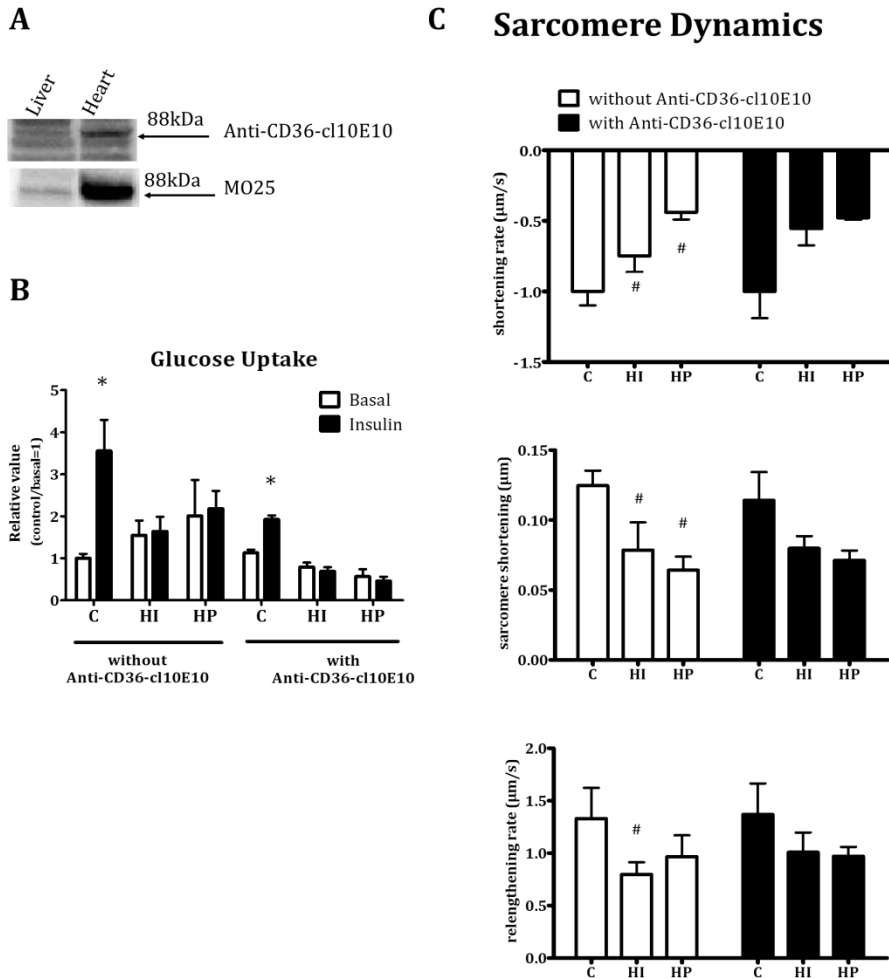 A
Liver Heart
88kDa
Anti-CD36-cl10E10
88kDa
MO25
B
Glucose Uptake
Relative value
(control/basal=1)
5
4
3
2
1
0
*
*
Basal
Insulin
C HI HP C HI HP
without
Anti-CD36-cl10E10
with
Anti-CD36-cl10E10
C Sarcomere Dynamics
without Anti-CD36-cl10E10
with Anti-CD36-cl10E10
shortening rate (µm/s)
0.0
-0.5
-1.0
-1.5
#
#
C HI HP C HI HP
sarcomere shortening (µm)
0.15
0.10
0.05
0.00
# #
C HI HP C HI HP
relengthening rate (µm/s)
2.0
1.5
1.0
0.5
0.0
#
C HI HP C HI HP